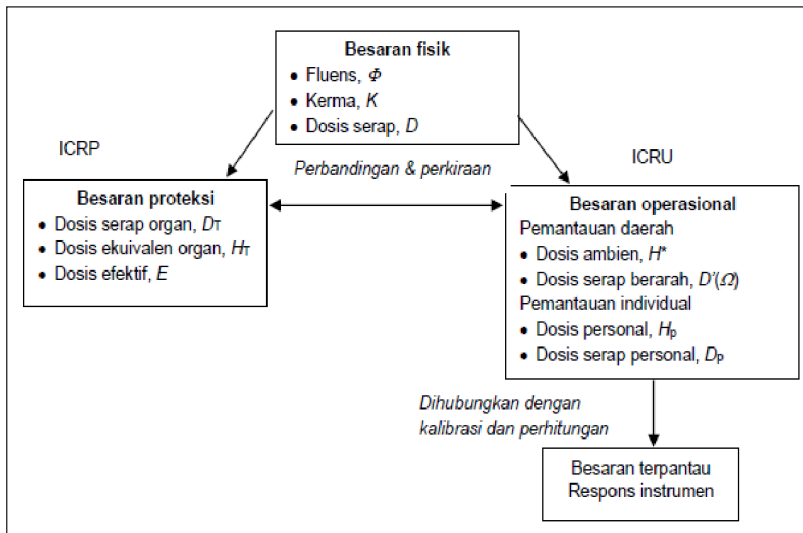 Besaran fisik
• Fluens, Φ
• Kerma, K
• Dosis serap, D
ICRP
ICRU
Perbandingan & perkiraan
Besaran proteksi
• Dosis serap organ, DT
• Dosis ekuivalen organ, HT
• Dosis efektif, E
Besaran operasional
Pemantauan daerah
• Dosis ambien, H*
• Dosis serap berarah, D'(Ω)
Pemantauan individual
• Dosis personal, Hp
• Dosis serap personal, Dp
Dihubungkan dengan
kalibrasi dan perhitungan
Besaran terpantau
Respons instrumen